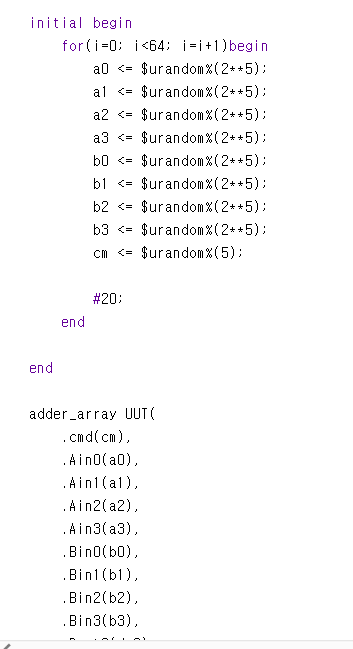 initial begin
for(i=0; i<64; i=i+1)begin
a0 <= $urandom%(2**5);
a1 <= $urandom%(2**5);
a2 <= $urandom%(2**5);
a3 <= $urandom%(2**5);
b0 <= $urandom%(2**5);
b1 <= $urandom%(2**5);
b2 <= $urandom%(2**5);
b3 <= $urandom%(2**5);
cm <= $urandom%(5);
#20;
end
end
adder_array UUT(
.cmd(cm),
.Ain0(a0),
.Ain1(a1),
.Ain2(a2),
.Ain3(a3),
.Bin0(b0),
.Bin1(b1),
.Bin2(b2),
.Bin3(b3),